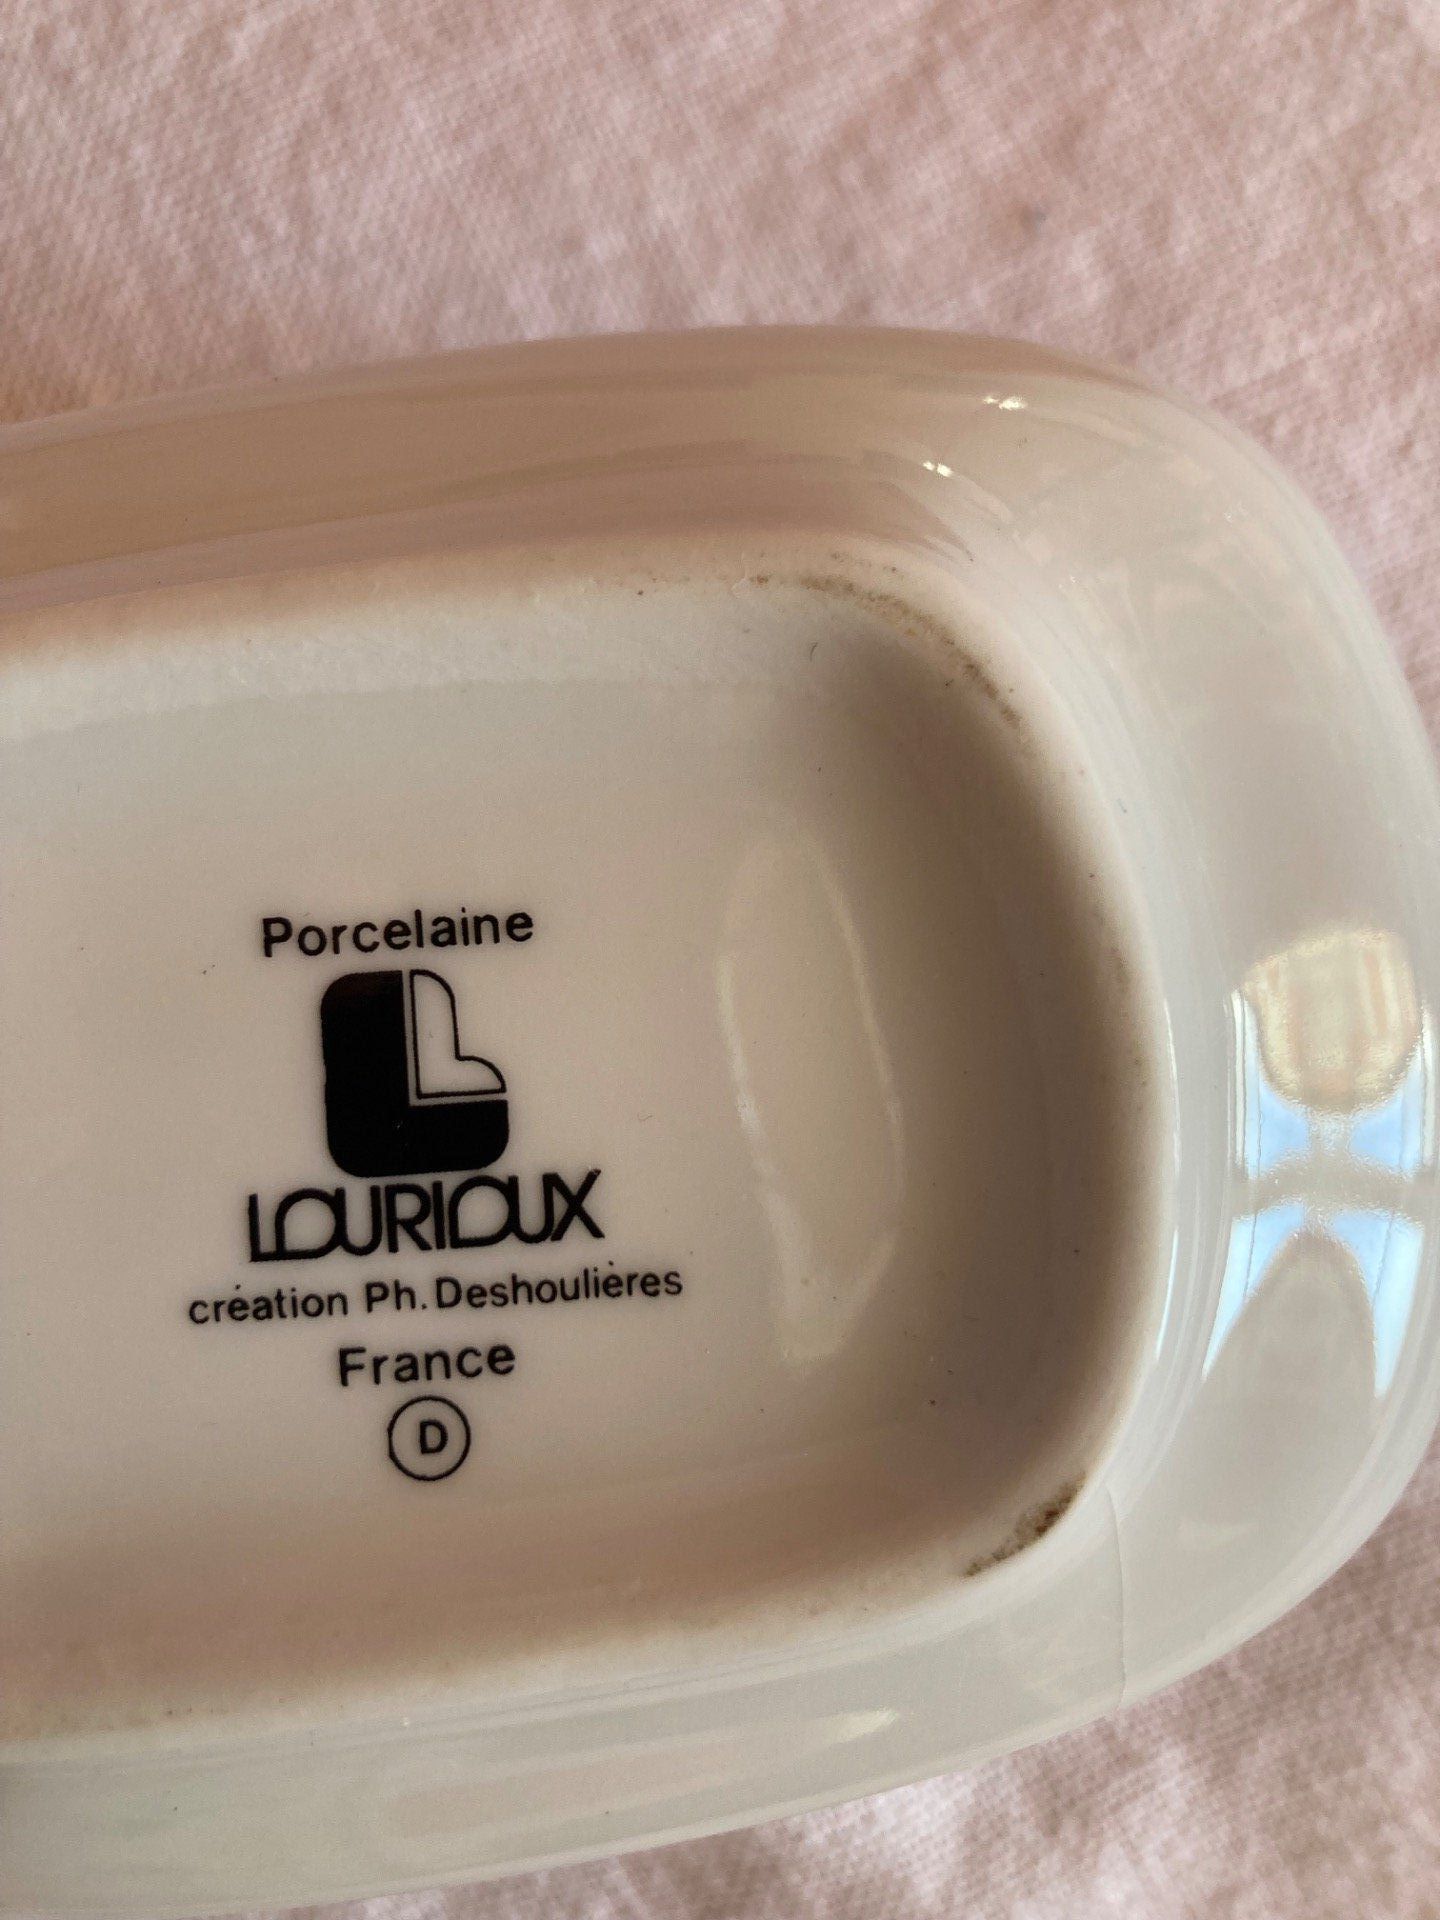 Porcelaine
L
LOURIOUX
création Ph. Deshoulières
France
D